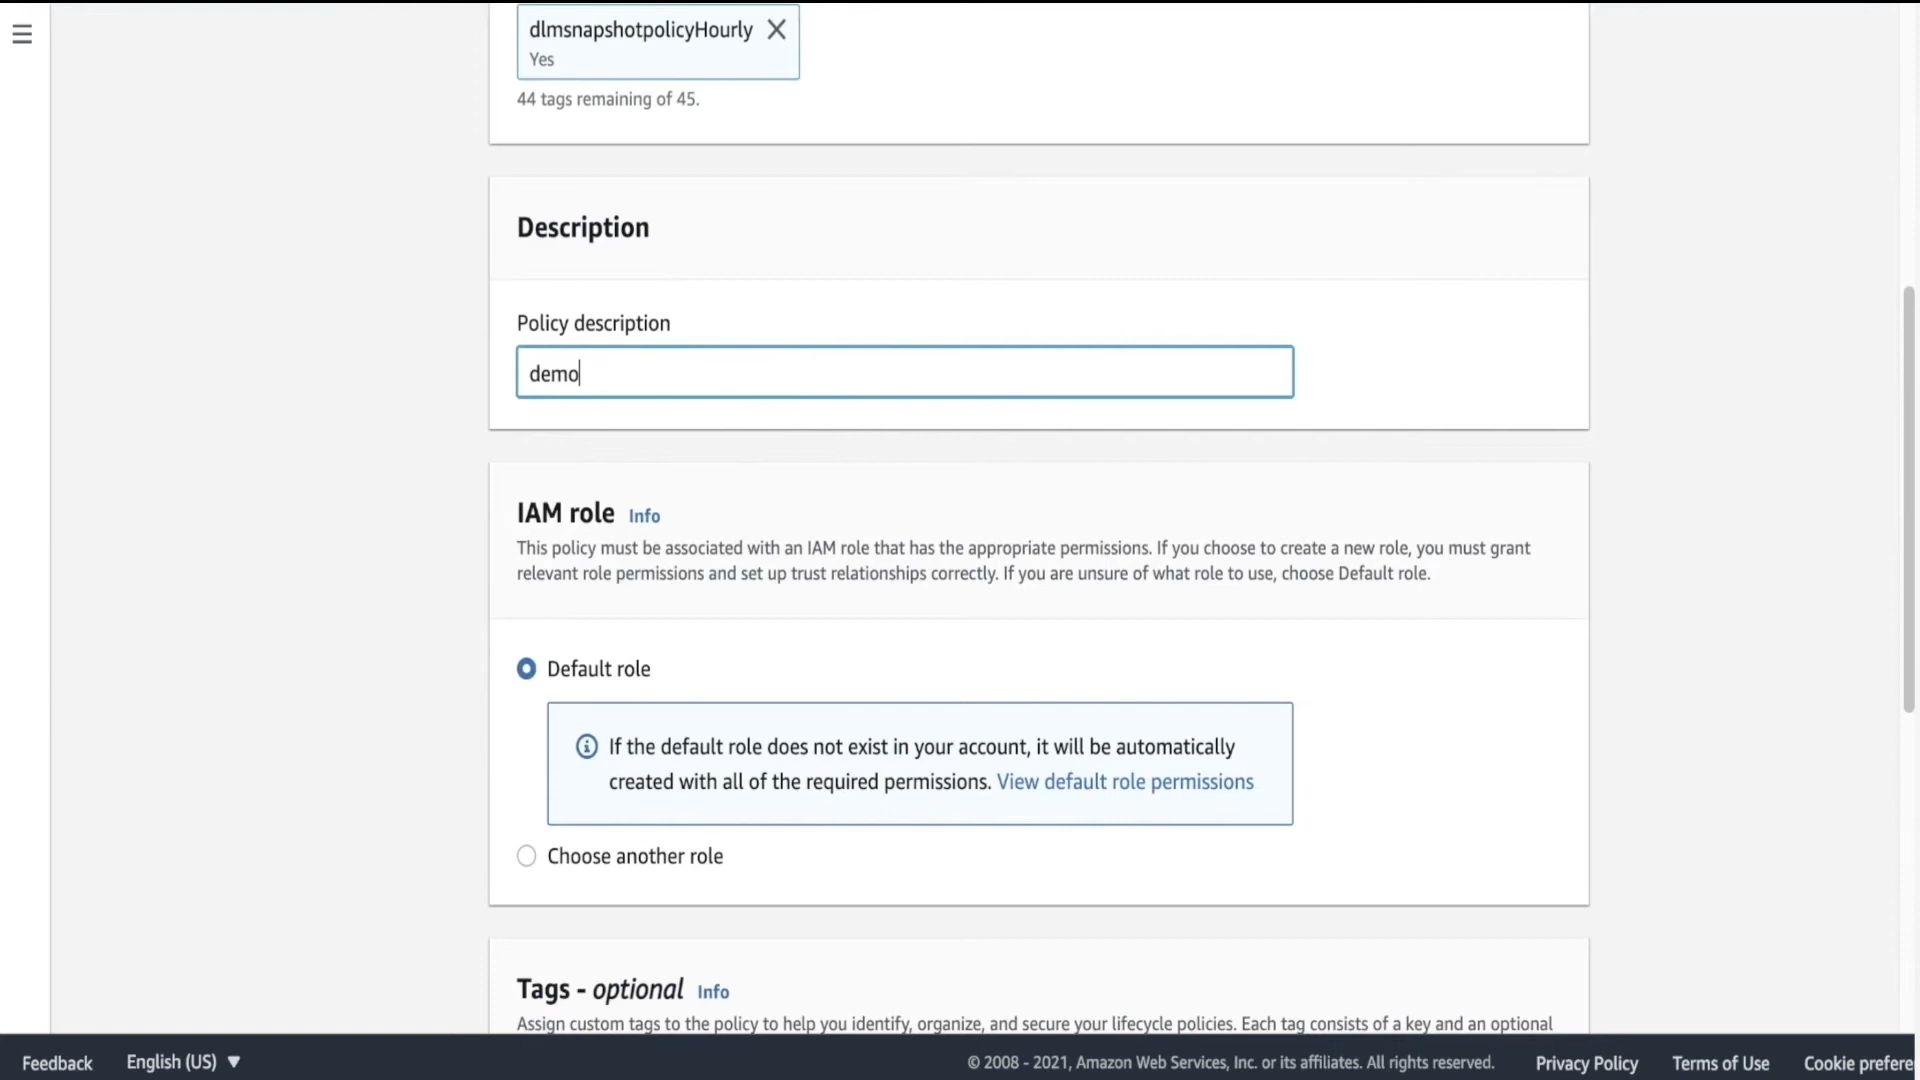 dlmsnapshotpolicyHourly
Yes
44 tags remaining of 45.
Description
Policy description
demo
IAM role Info
This policy must be associated with an IAM role that has the appropriate permissions. If you choose to create a new role, you must grant
relevant role permissions and set up trust relationships correctly. If you are unsure of what role to use, choose Default role.
Default role
If the default role does not exist in your account, it will be automatically
created with all of the required permissions. View default role permissions
Choose another role
Tags - optional Info
Assign custom tags to the policy to help you identify, organize, and secure your lifecycle policies. Each tag consists of a key and an optional
Feedback English (US) © 2008 - 2021, Amazon Web Services, Inc. or its affiliates. All rights reserved. Privacy Policy Terms of Use Cookie prefere